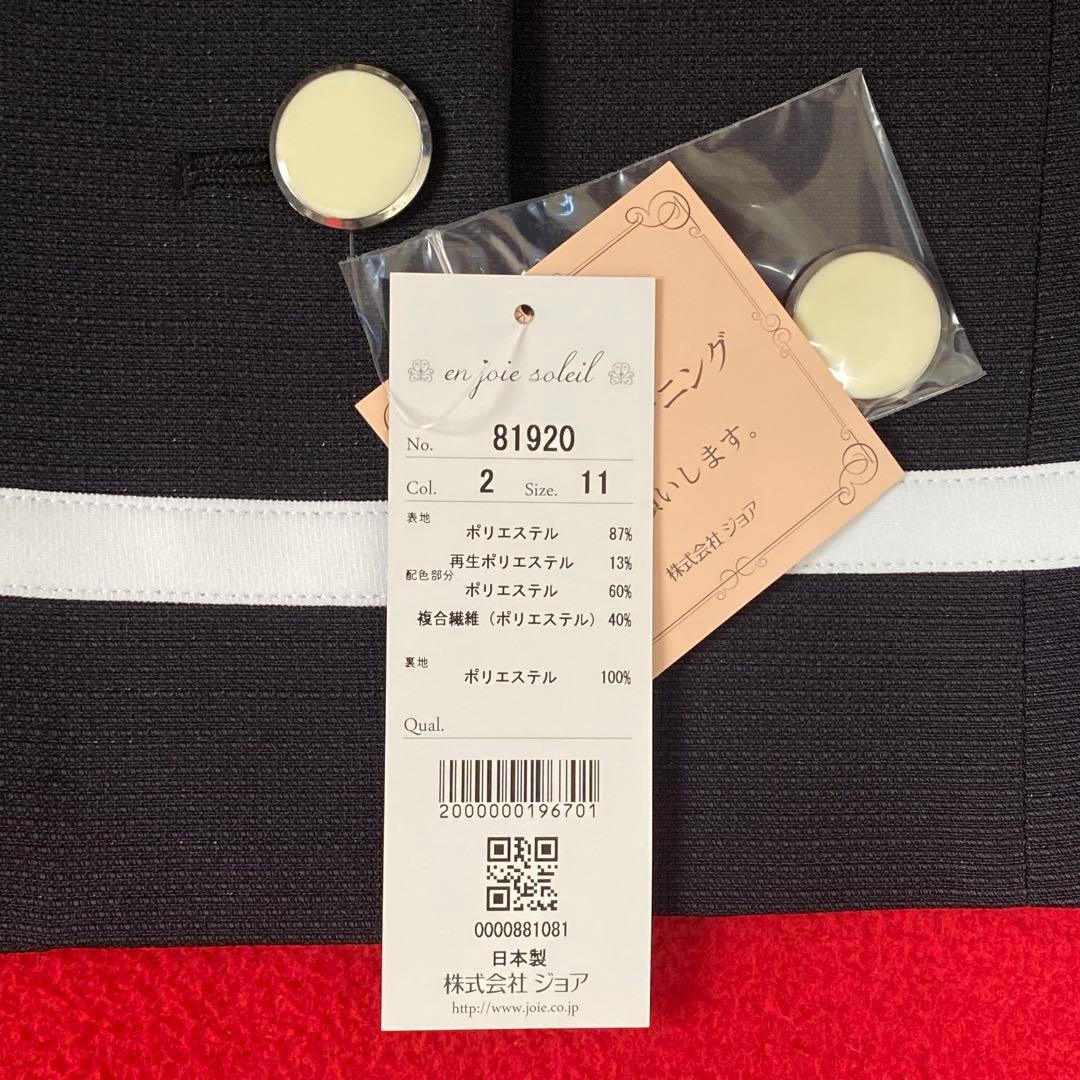 en joie soleil
No. 81920
Col. 2 Size. 11
表地
ポリエステル 87%
再生ポリエステル 13%
配色部分
ポリエステル 60%
複合繊維（ポリエステル） 40%
裏地
ポリエステル 100%
Qual.
2000000196701
0000881081
日本製
株式会社 ジョア
http://www.joie.co.jp
ニング
いします。
株式会社 ジョア